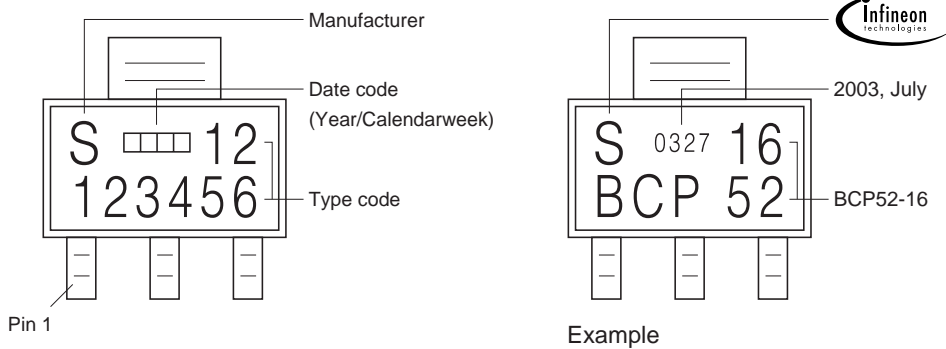 Manufacturer
Date code
(Year/Calendarweek)
S 12
123456
Type code
Pin 1
Infineon
technologies
2003, July
S 0327 16
BCP 52
BCP52-16
Example